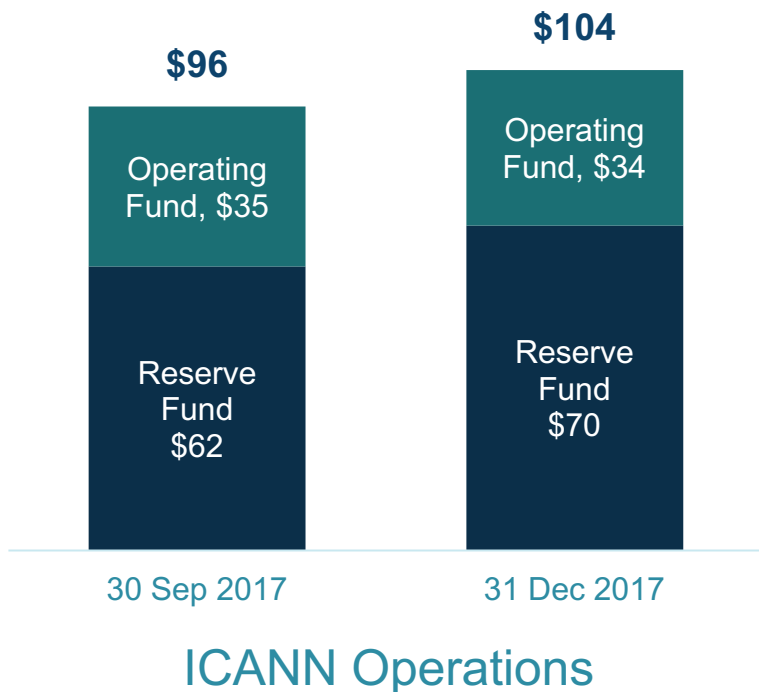 $96
Operating
Fund, $35
Reserve
Fund
$62
$104
Operating
Fund, $34
Reserve
Fund
$70
30 Sep 2017
31 Dec 2017
ICANN Operations